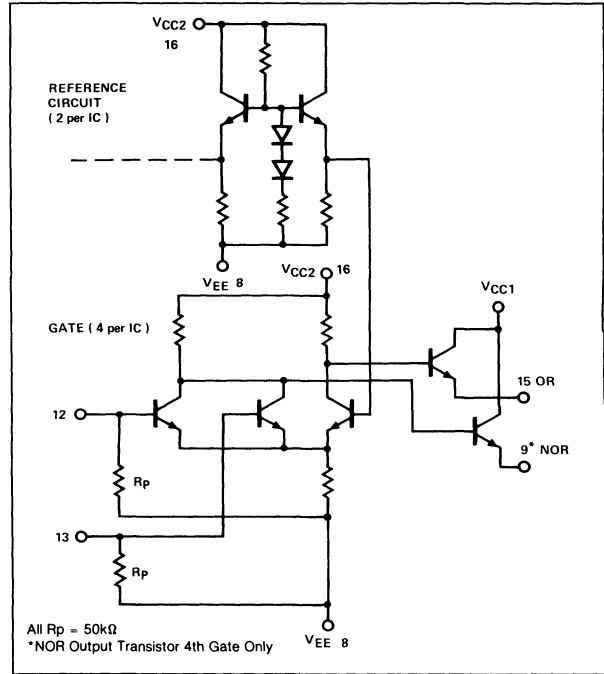 VCC2
16
REFERENCE
CIRCUIT
( 2 per IC )
VEE 8
VCC2 16
VCC1
GATE ( 4 per IC )
15 OR
12
9* NOR
RP
13
RP
VEE 8
All Rp = 50kΩ
*NOR Output Transistor 4th Gate Only